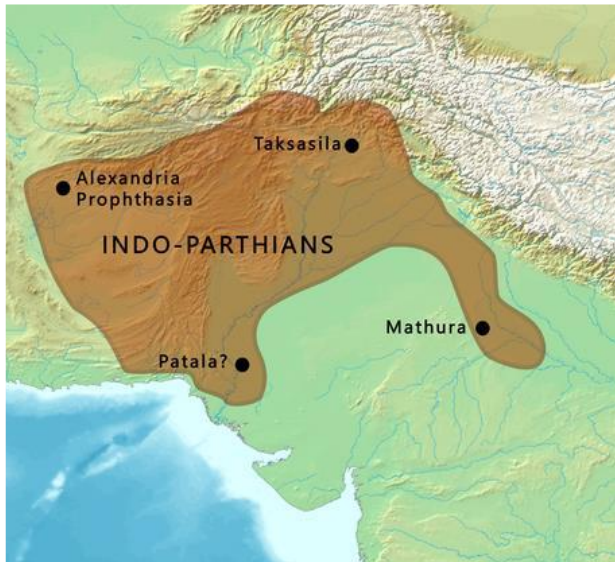 Taksasila
Alexandria
Prophthasia
INDO-PARTHIANS
Mathura
Patala?